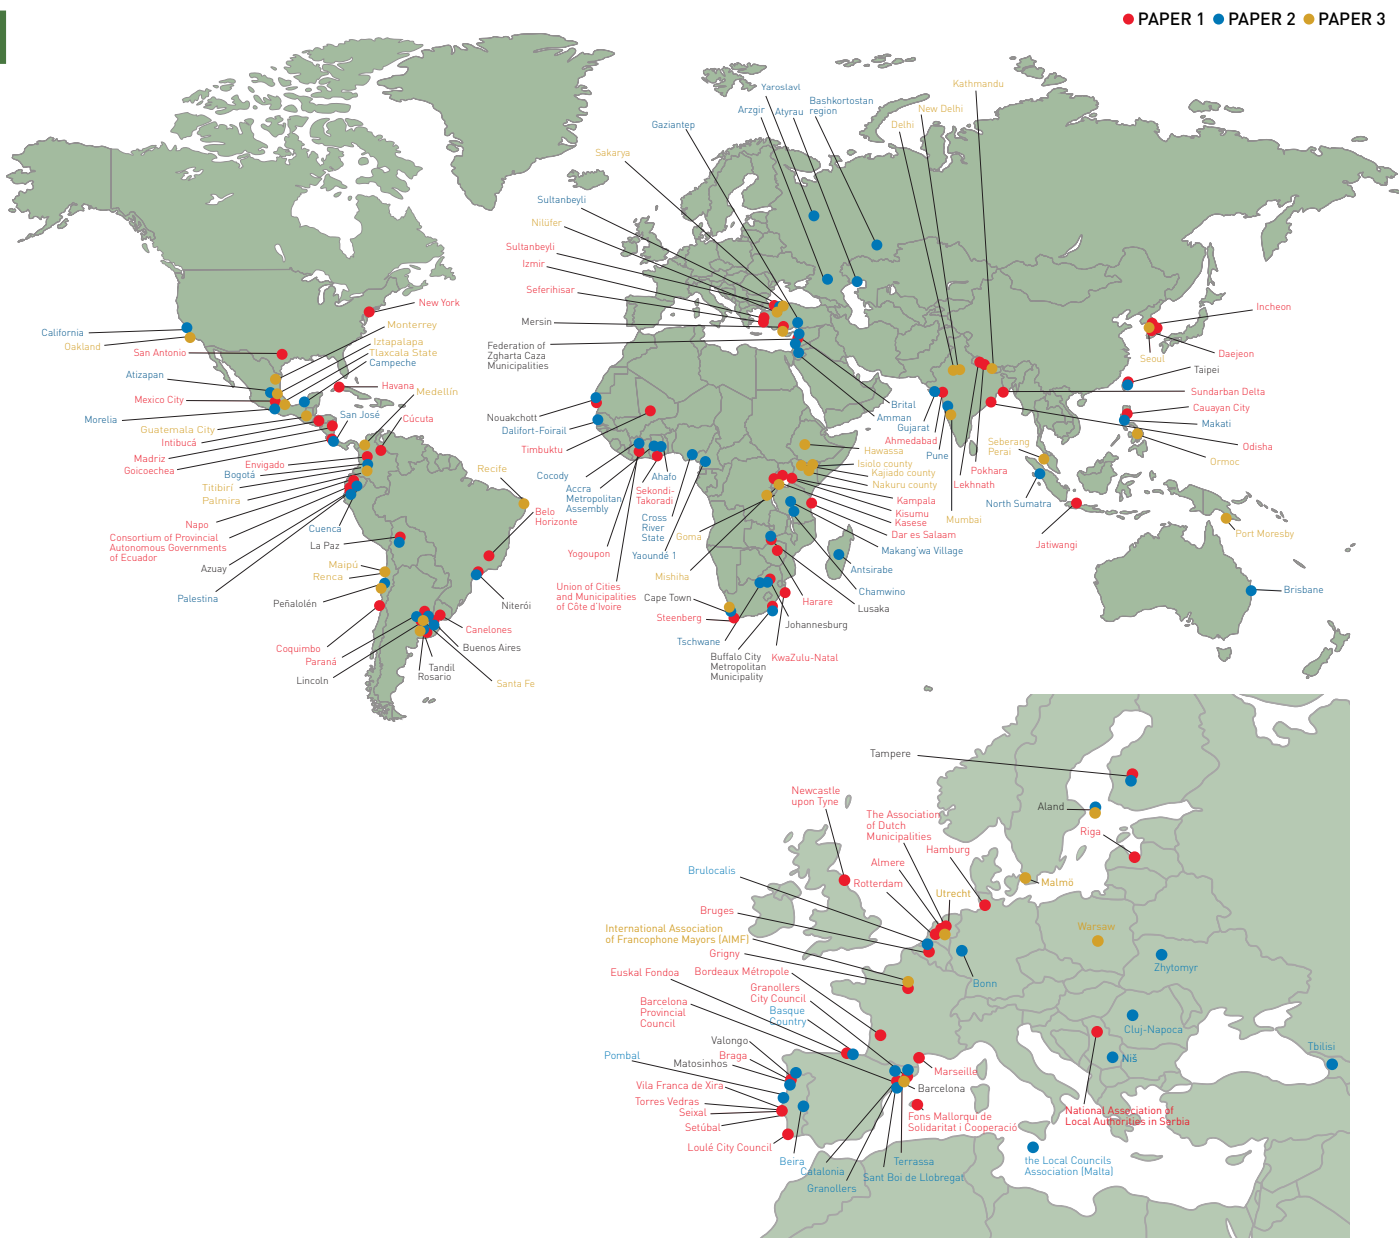 PAPER 1
PAPER 2
PAPER 3
Kathmandu
Yaroslavl
Bashkortostan
region
Arzgir
Atyrau
New Delhi
Delhi
Gaziantep
Sakarya
Sultanbeyli
Nilüfer
Sultanbeyli
Izmir
Seferihisar
Mersin
Federation of
Zgharta Caza
Municipalities
New York
California
Oakland
San Antonio
Monterrey
Iztapalapa
Tlaxcala State
Campeche
Atizapan
Mexico City
Havana
Medellín
Morelia
San José
Cúcuta
Guatemala City
Intibucá
Madriz
Goicoechea
Envigado
Bogotá
Titibirí
Palmira
Napo
Cuenca
Consortium of Provincial
Autonomous Governments
of Ecuador
La Paz
Azuay
Maipú
Renca
Palestina
Peñalolén
Coquimbo
Paraná
Lincoln
Recife
Belo
Horizonte
Niterói
Canelones
Buenos Aires
Tandil
Rosario
Santa Fe
Nouakchott
Dalifort-Foirail
Timbuktu
Cocody
Accra
Metropolitan
Assembly
Ahafo
Sekondi-
Takoradi
Cross
River
State
Yogoupon
Yaoundé 1
Goma
Union of Cities
and Municipalities
of Côte d'Ivoire
Mishiha
Cape Town
Steenberg
Tschwane
Buffalo City
Metropolitan
Municipality
KwaZulu-Natal
Johannesburg
Harare
Lusaka
Chamwino
Antsirabe
Makang'wa Village
Dar es Salaam
Kasese
Kisumu
Kampala
Nakuru county
Kajiado county
Isiolo county
Hawassa
Brital
Amman
Gujarat
Ahmedabad
Pune
Mumbai
Lekhnath
Pokhara
Seberang
Perai
North Sumatra
Jatiwangi
Incheon
Seoul
Daejeon
Taipei
Sundarban Delta
Cauayan City
Makati
Odisha
Ormoc
Port Moresby
Brisbane
Tampere
Newcastle
upon Tyne
Aland
The Association
of Dutch
Municipalities
Riga
Hamburg
Almere
Brulocalis
Rotterdam
Malmö
Utrecht
Bruges
International Association
of Francophone Mayors (AIMF)
Warsaw
Grigny
Zhytomyr
Euskal Fondoa
Bordeaux Métropole
Bonn
Granollers
City Council
Barcelona
Provincial
Council
Basque
Country
Cluj-Napoca
Valongo
Tbilisi
Pombal
Braga
Matosinhos
Niš
Marseille
Vila Franca de Xira
Barcelona
Torres Vedras
Seixal
Setúbal
Fons Mallorquí de
Solidaritat i Cooperació
National Association of
Local Authorities in Serbia
Loulé City Council
Beira
Catalonia
Granollers
Terrassa
Sant Boi de Llobregat
the Local Councils
Association (Malta)